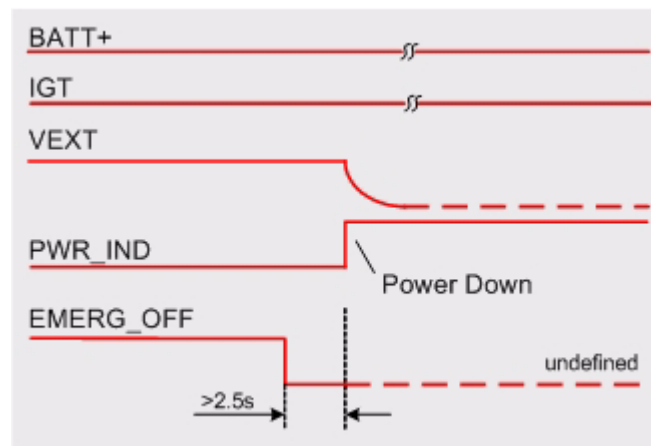 BATT+
IGT
VEXT
PWR_IND
Power Down
EMERG_OFF
undefined
>2.5s